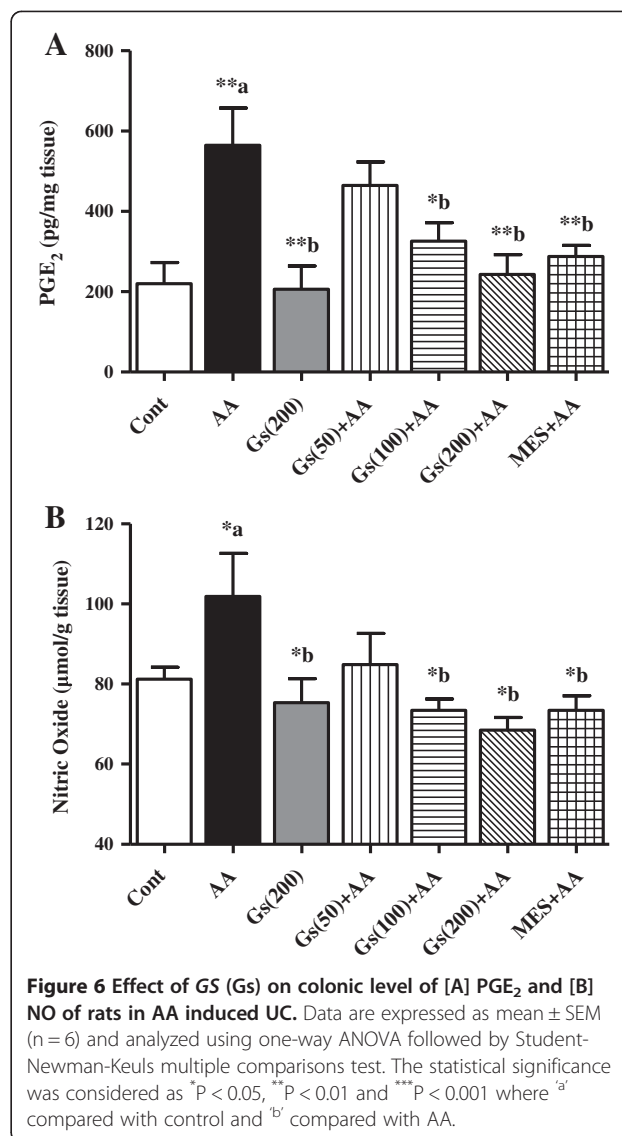 A
800
600
400
200
0
PGE₂ (pg/mg tissue)
**a
**b
*b
**b
**b
Cont
AA
Gs(200)
Gs(50)+AA
Gs(100)+AA
Gs(200)+AA
MES+AA
B
120
100
80
60
40
Nitric Oxide (µmol/g tissue)
*a
*b
*b
*b
*b
Cont
AA
Gs(200)
Gs(50)+AA
Gs(100)+AA
Gs(200)+AA
MES+AA
Figure 6 Effect of GS (Gs) on colonic level of [A] PGE₂ and [B]
NO of rats in AA induced UC. Data are expressed as mean ± SEM
(n = 6) and analyzed using one-way ANOVA followed by Student-
Newman-Keuls multiple comparisons test. The statistical significance
was considered as *P < 0.05, **P < 0.01 and ***P < 0.001 where 'a'
compared with control and 'b' compared with AA.